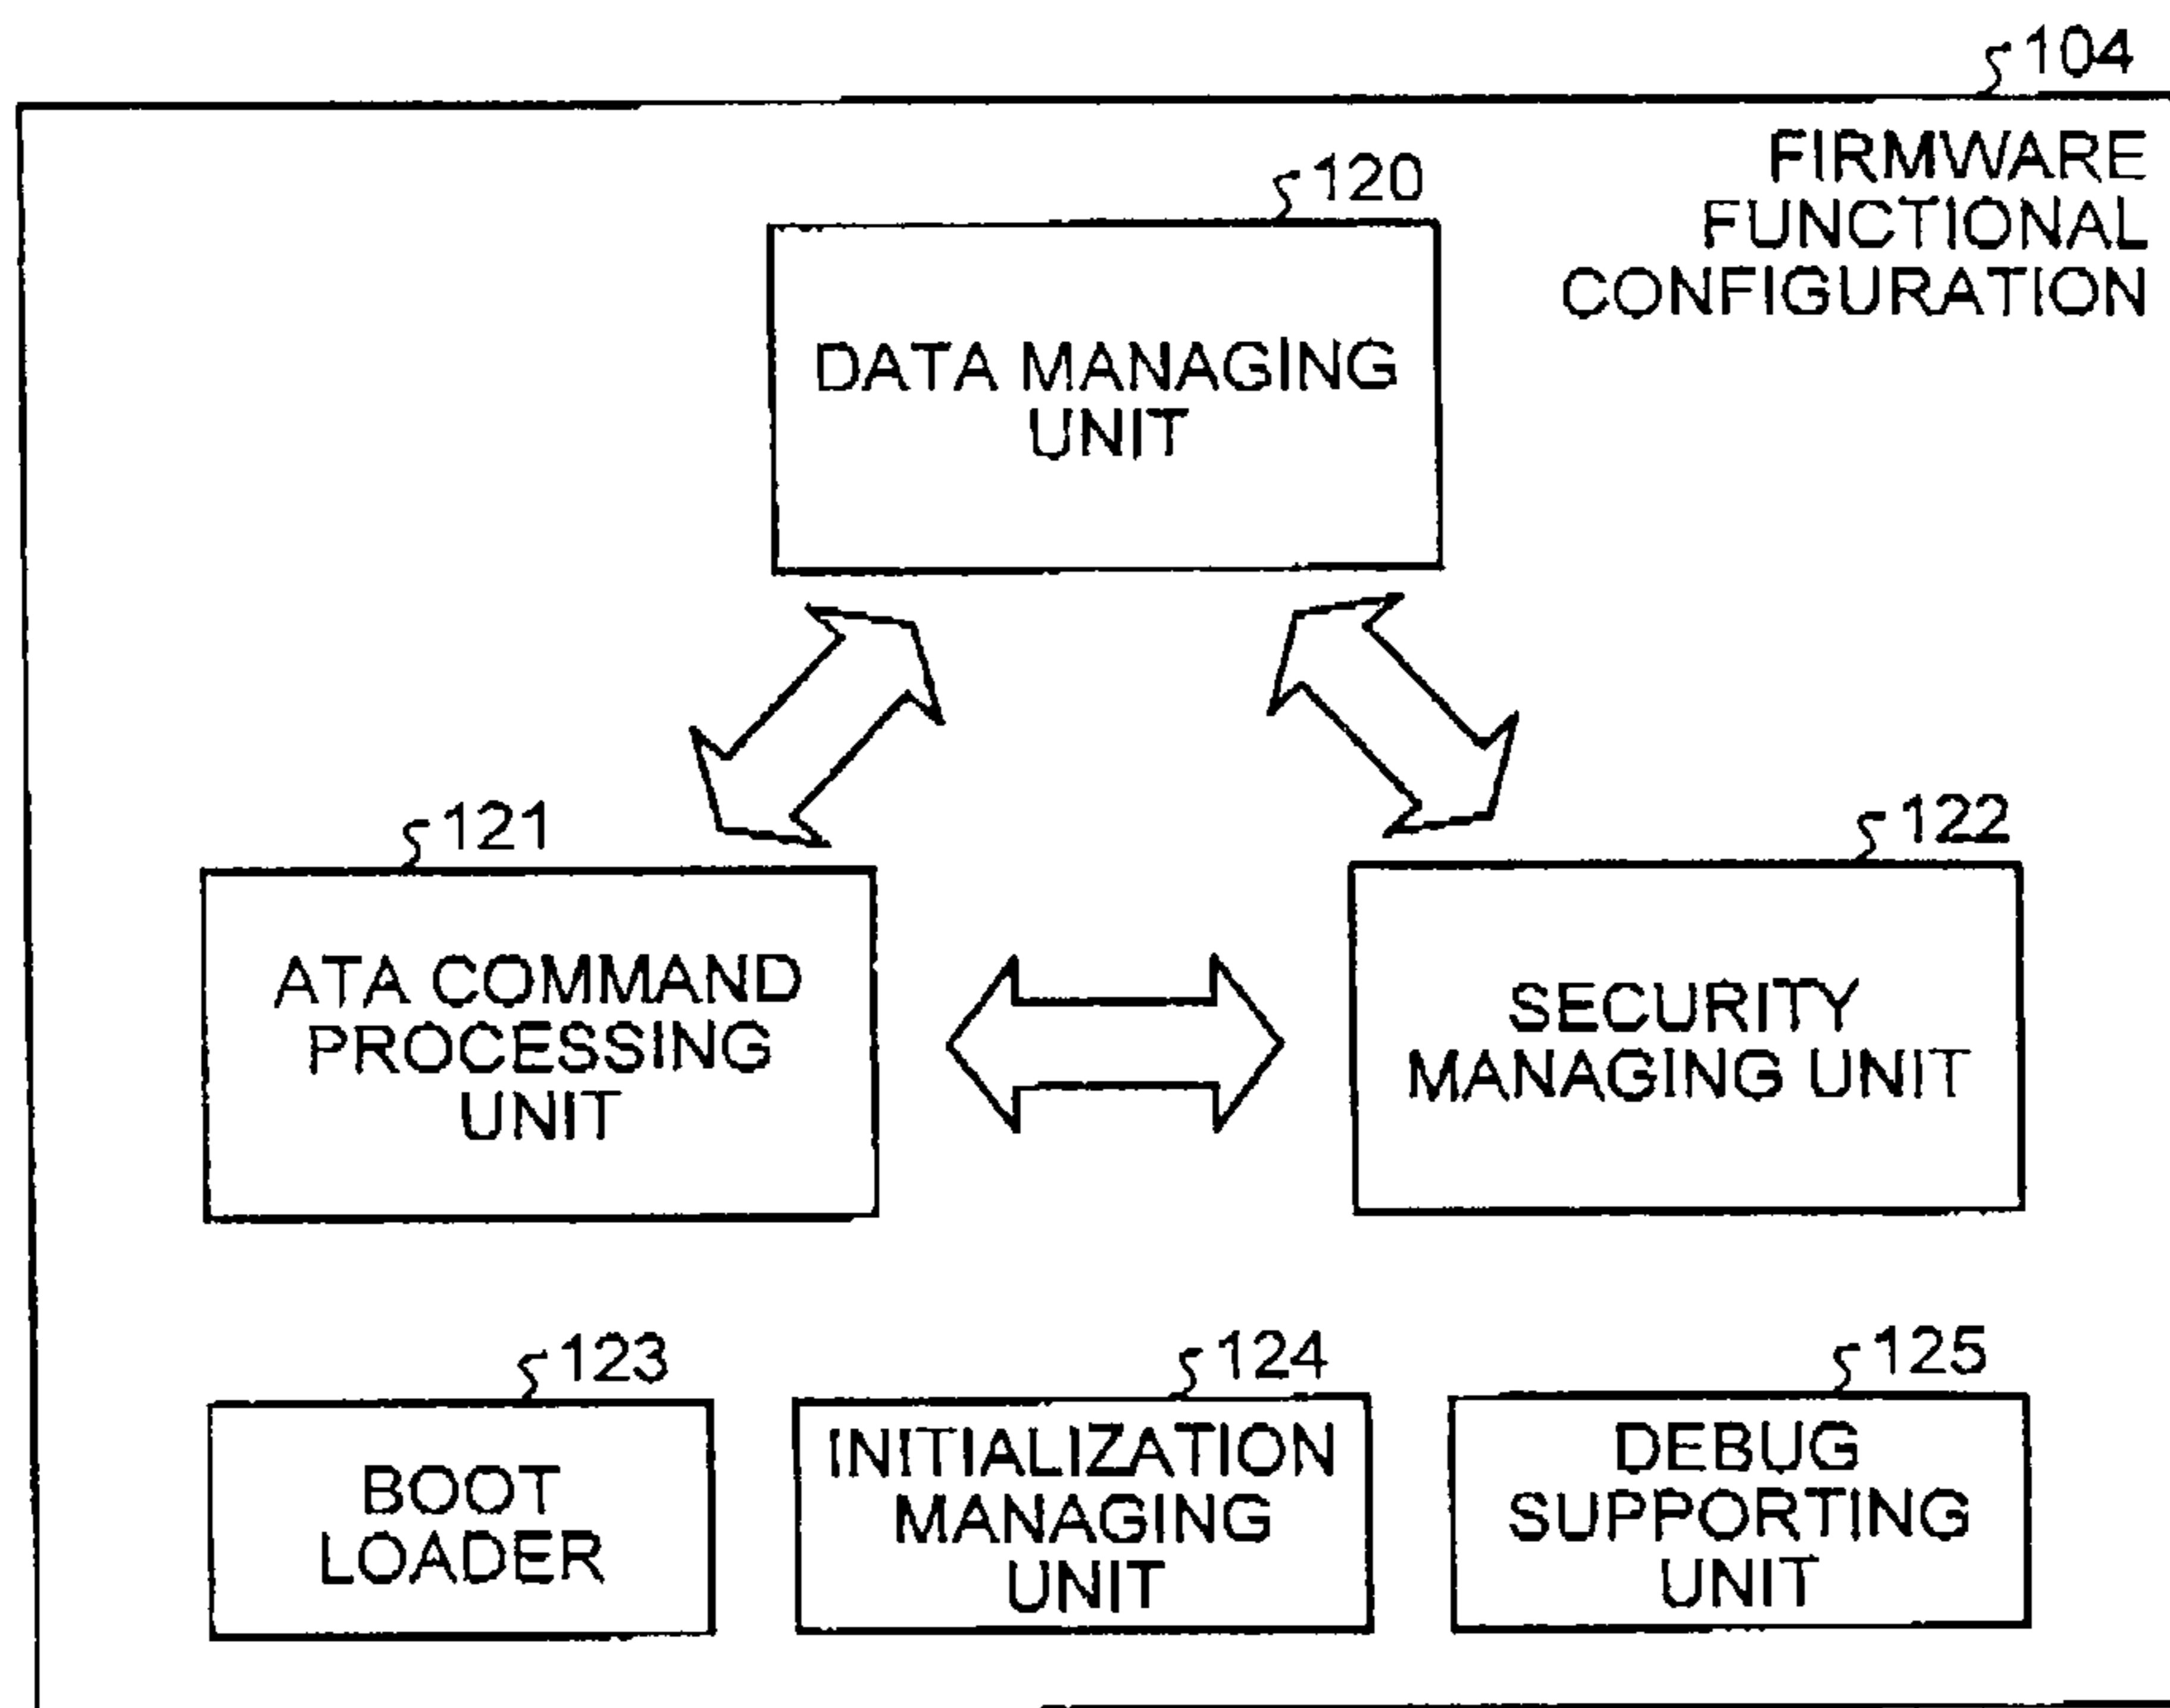 104
FIRMWARE
FUNCTIONAL
CONFIGURATION
120
DATA MANAGING
UNIT
121
ATA COMMAND
PROCESSING
UNIT
122
SECURITY
MANAGING UNIT
123
BOOT
LOADER
124
INITIALIZATION
MANAGING
UNIT
125
DEBUG
SUPPORTING
UNIT